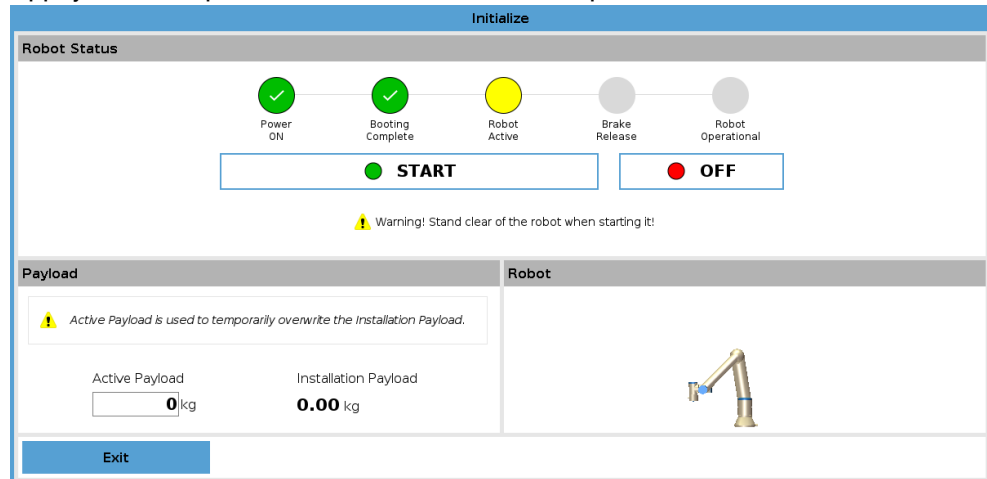 Initialize
Robot Status
Power
ON
Booting
Complete
Robot
Active
Brake
Release
Robot
Operational
START
OFF
Warning! Stand clear of the robot when starting it!
Payload
Robot
Active Payload is used to temporarily overwrite the Installation Payload.
Active Payload
Installation Payload
0 kg
0.00 kg
Exit